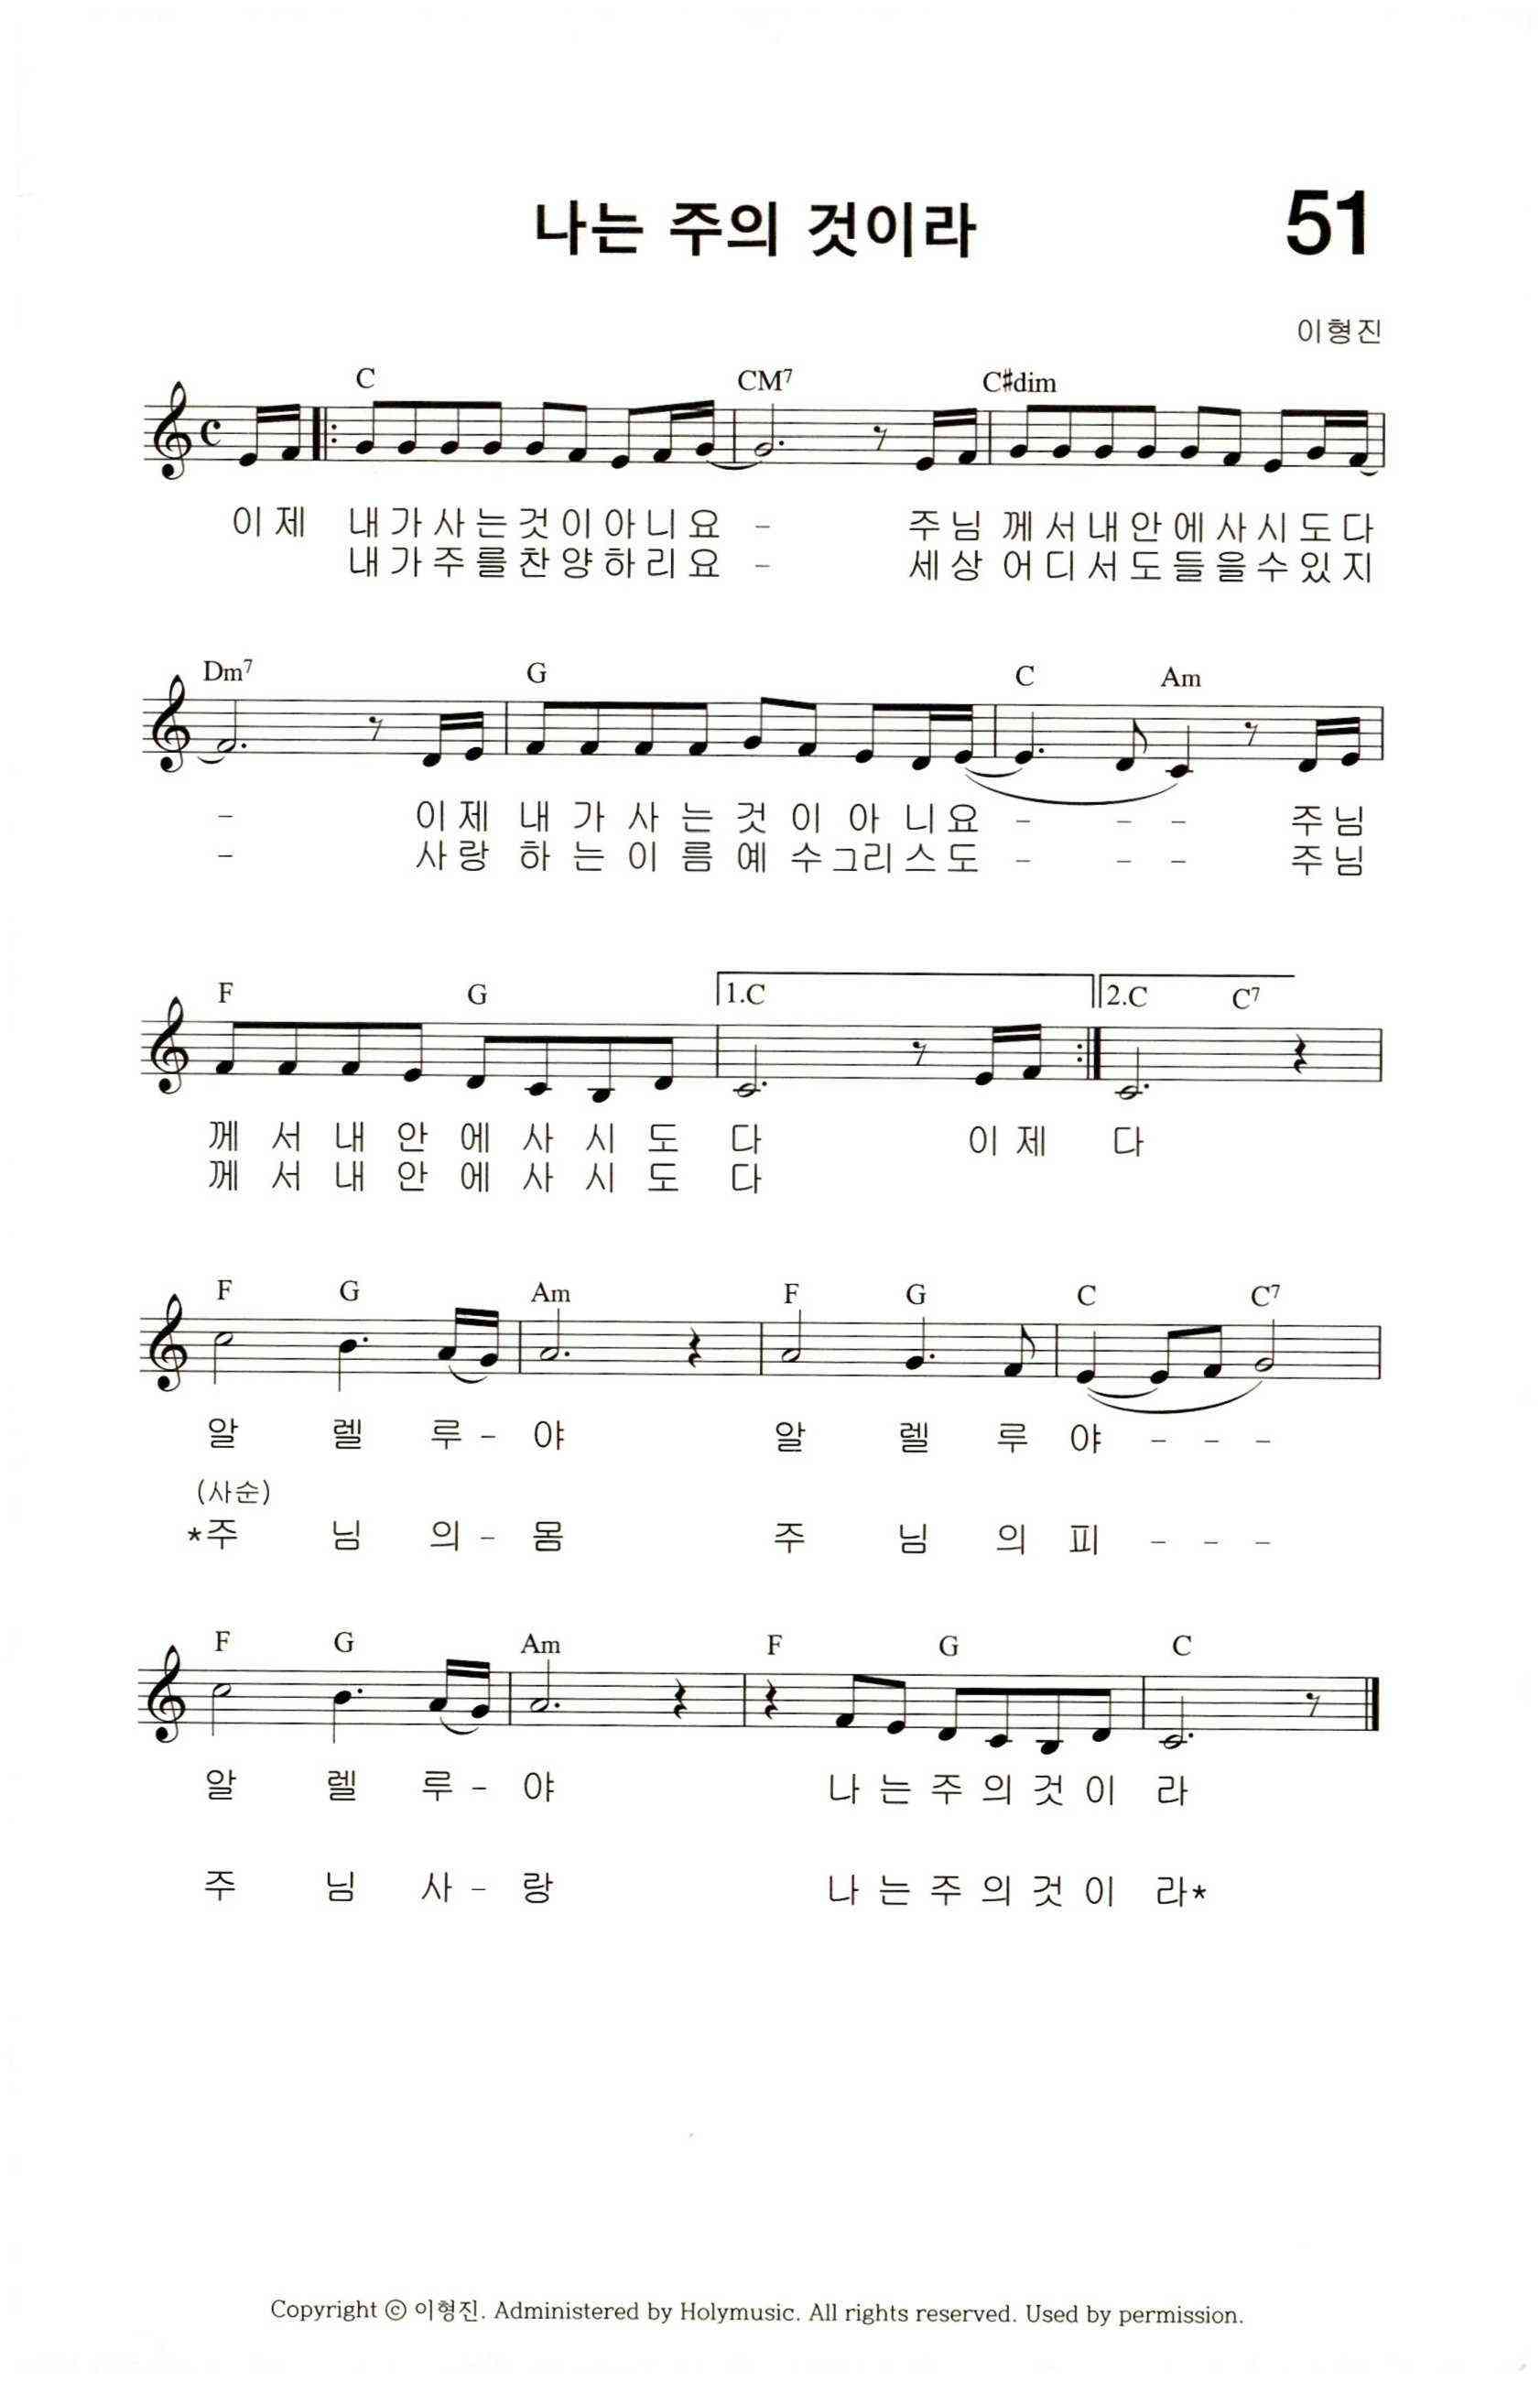 나는 주의 것이라 51
이형진
C CM7 C#dim
이제 내가사는것이아니요 - 주님 께서내안에사시도다
내가주를찬양하리요 - 세상 어디서도들을수있지
Dm7 G C Am
- 이제 내가사는것이아니요 - - - 주님
- 사랑 하는이름예수그리스도 - - - 주님
F G 1.C 2.C C7
께서내안에사시도 다 이제 다
께서내안에사시도 다
F G Am F G C C7
알 렐 루 - 야 알 렐 루 야 - - -
(사순)
*주 님 의 - 몸 주 님 의 피 - - -
F G Am F G C
알 렐 루 - 야 나는주의것이 라
주 님 사 - 랑 나는주의것이 라*
Copyright ⓒ 이형진. Administered by Holymusic. All rights reserved. Used by permission.